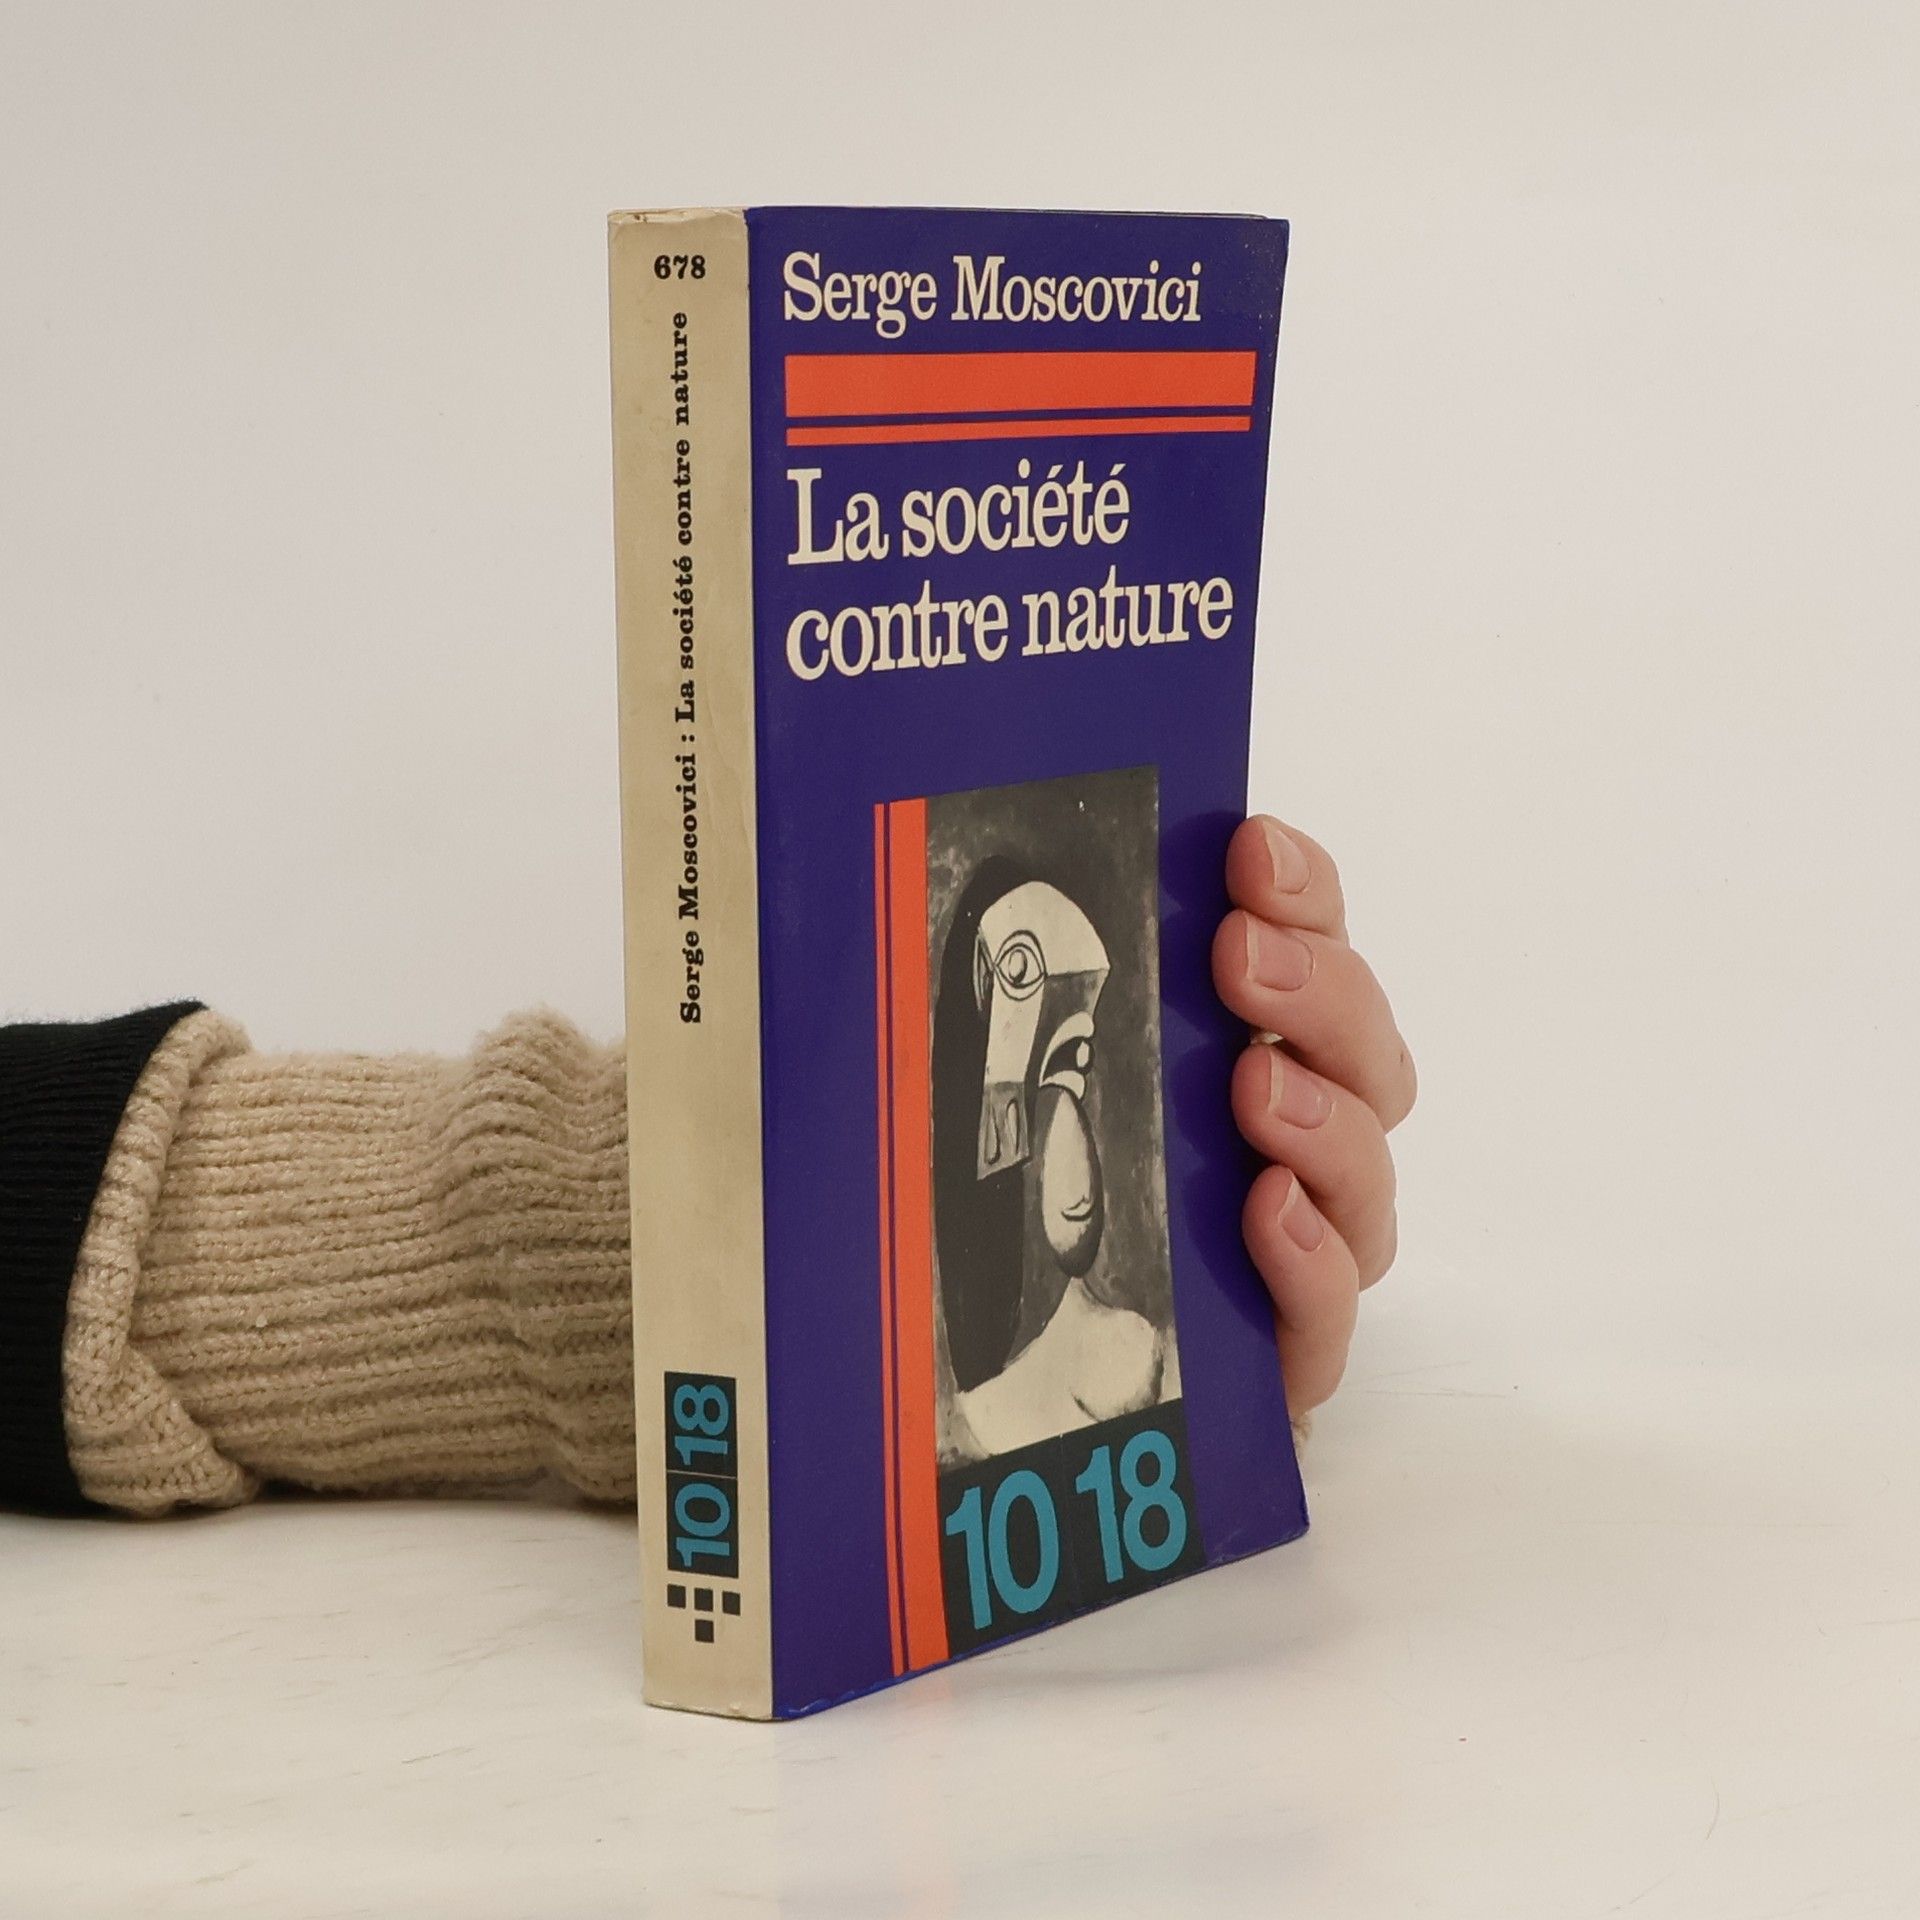 678
Serge Moscovici : La société contre nature
10 18
Serge Moscovici
La société
contre nature
10 18